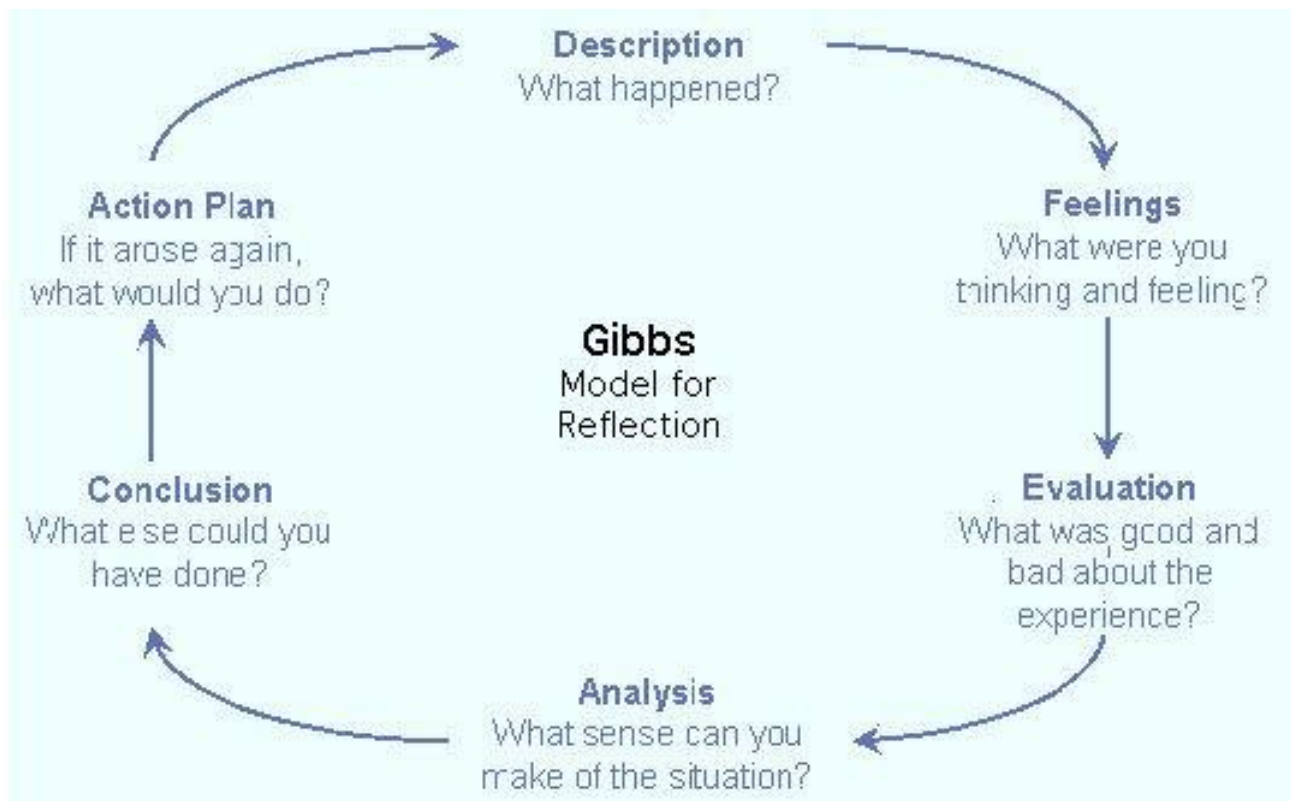 Description
What happened?
Feelings
What were you
thinking and feeling?
Evaluation
What was good and
bad about the
experience?
Analysis
What sense can you
make of the situation?
Conclusion
What else could you
have done?
Action Plan
If it arose again,
what would you do?
Gibbs
Model for
Reflection